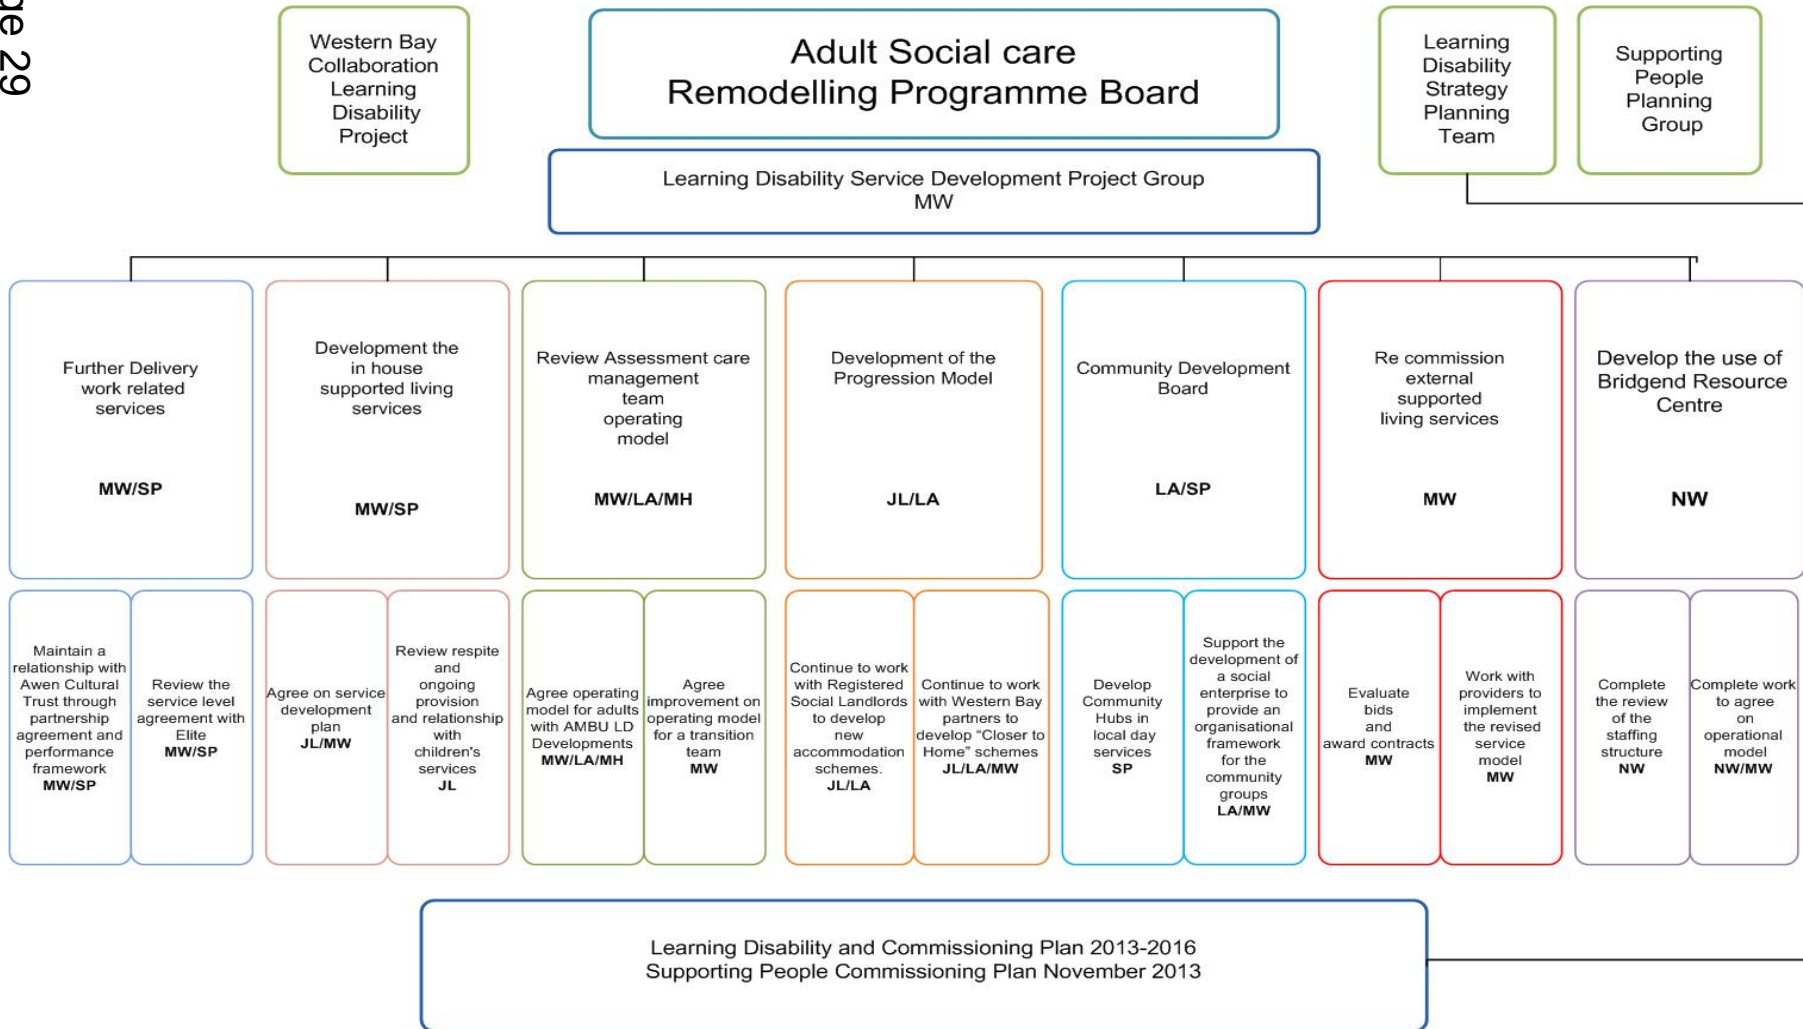 ge 29
Western Bay
Collaboration
Learning
Disability
Project
Adult Social care
Remodelling Programme Board
Learning
Disability
Strategy
Planning
Team
Supporting
People
Planning
Group
Learning Disability Service Development Project Group
MW
Further Delivery
work related
services
MW/SP
Development the
in house
supported living
services
MW/SP
Review Assessment care
management
team
operating
model
MW/LA/MH
Development of the
Progression Model
JL/LA
Community Development
Board
LA/SP
Re commission
external
supported
living services
MW
Develop the use of
Bridgend Resource
Centre
NW
Maintain a
relationship with
Awen Cultural
Trust through
partnership
agreement and
performance
framework
MW/SP
Review the
service level
agreement with
Elite
MW/SP
Agree on service
development
plan
JL/MW
Review respite
and
ongoing
provision
and relationship
with
children's
services
JL
Agree operating
model for adults
with AMBU LD
Developments
MW/LA/MH
Agree
improvement on
operating model
for a transition
team
MW
Continue to work
with Registered
Social Landlords
to develop
new
accommodation
schemes.
JL/LA
Continue to work
with Western Bay
partners to
develop “Closer to
Home” schemes
JL/LA/MW
Develop
Community
Hubs in
local day
services
SP
Support the
development of
a social
enterprise to
provide an
organisational
framework
for the
community
groups
LA/MW
Evaluate
bids
and
award contracts
MW
Work with
providers to
implement
the revised
service
model
MW
Complete
the review
of the
staffing
structure
NW
Complete work
to agree
on
operational
model
NW/MW
Learning Disability and Commissioning Plan 2013-2016
Supporting People Commissioning Plan November 2013